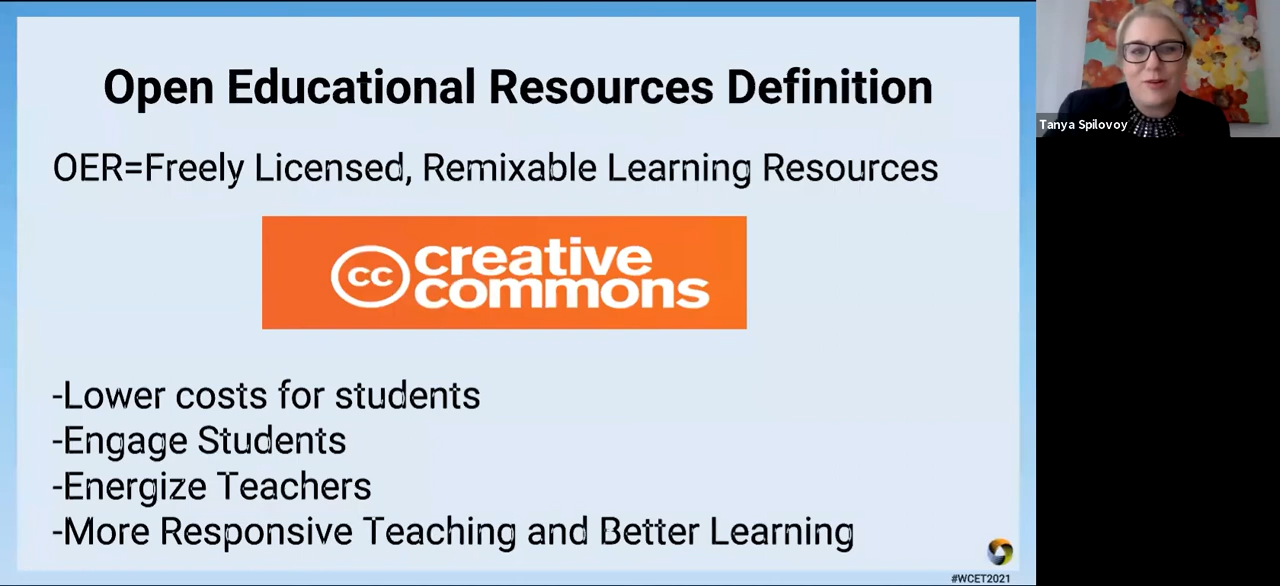 Open Educational Resources Definition
OER=Freely Licensed, Remixable Learning Resources
cc creative
commons
-Lower costs for students
-Engage Students
-Energize Teachers
-More Responsive Teaching and Better Learning
#WCET2021
Tanya Spilovoy